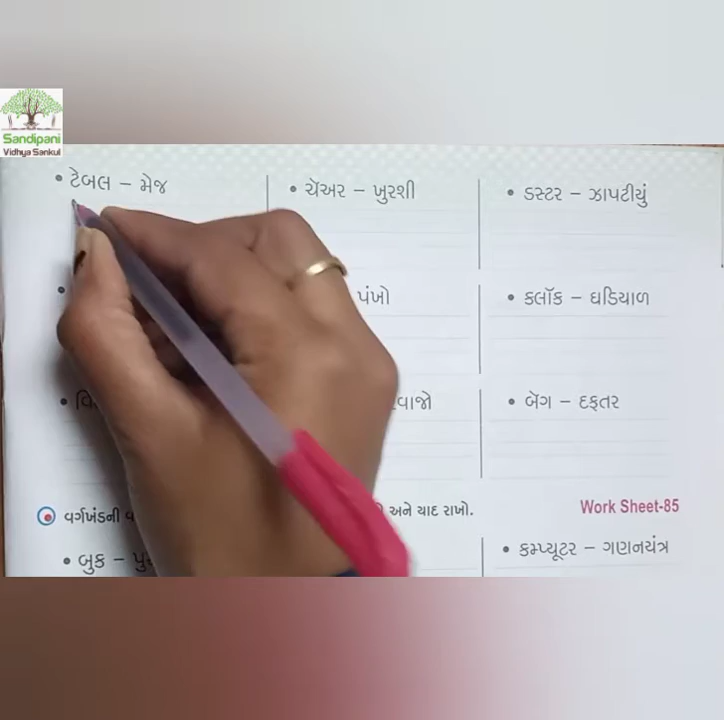 Sandipani
Vidhya Sankul
• ટેબલ – મેજ
• ચૅઅર – ખુરશી
• ડસ્ટર – ઝાપટીયું
પંખો
• ક્લૉક – ઘડિયાળ
• બૅગ – દફતર
વર્ગખંડની
અને યાદ રાખો.
Work Sheet-85
• બુક –
• કમ્પ્યૂટર – ગણનયંત્ર